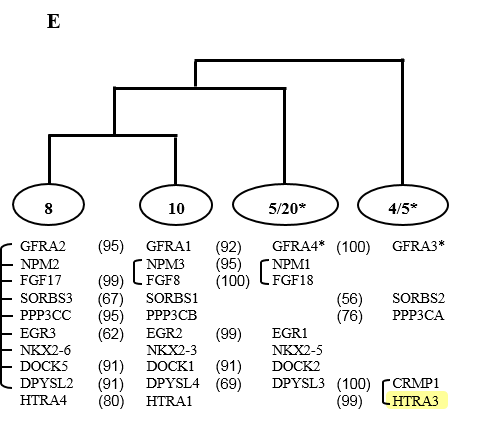 E
8 10 5/20* 4/5*
GFRA2 (95) GFRA1 (92) GFRA4* (100) GFRA3*
NPM2 NPM3 (95) NPM1
FGF17 (99) FGF8 (100) FGF18
SORBS3 (67) SORBS1 (56) SORBS2
PPP3CC (95) PPP3CB (76) PPP3CA
EGR3 (62) EGR2 (99) EGR1
NKX2-6 NKX2-3 NKX2-5
DOCK5 (91) DOCK1 (91) DOCK2
DPYSL2 (91) DPYSL4 (69) DPYSL3 (100) CRMP1
HTRA4 (80) HTRA1 (99) HTRA3